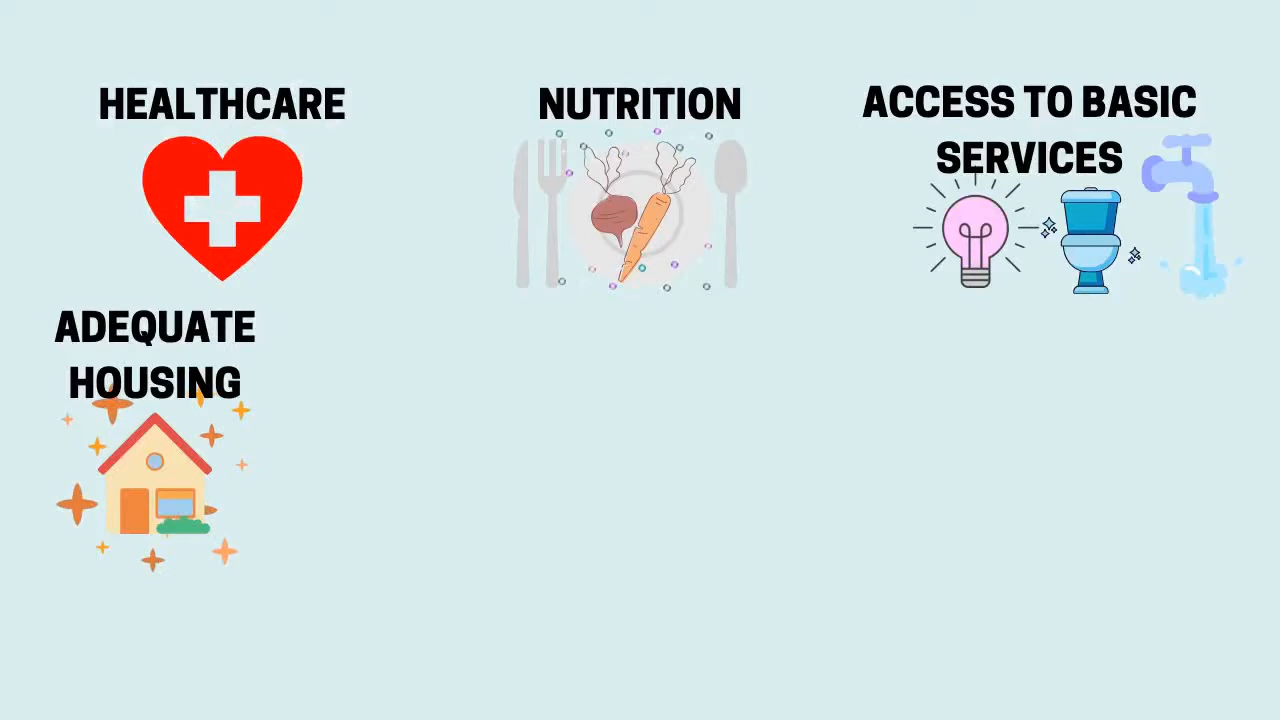 HEALTHCARE
NUTRITION
ACCESS TO BASIC
SERVICES
ADEQUATE
HOUSING